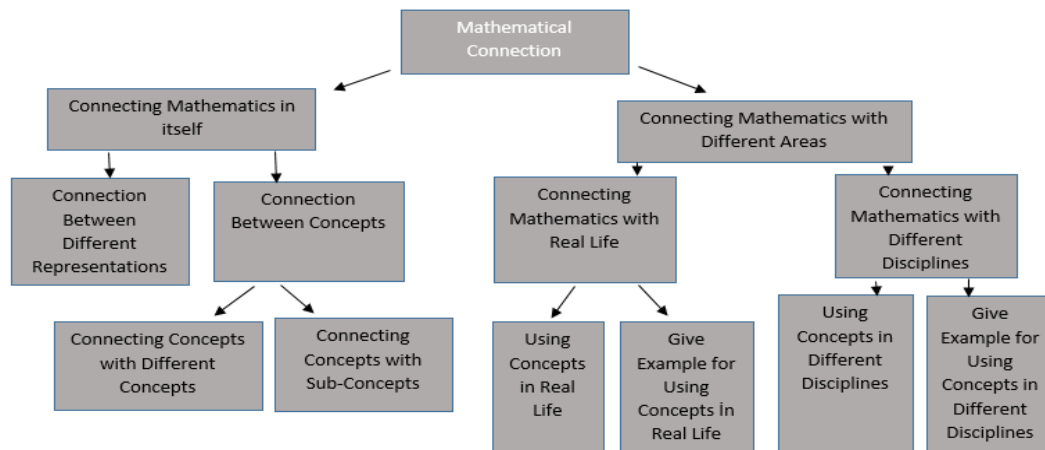 Mathematical
Connection
Connecting Mathematics in
itself
Connecting Mathematics with
Different Areas
Connection
Between
Different
Representations
Connection
Between Concepts
Connecting
Mathematics with
Real Life
Connecting
Mathematics with
Different
Disciplines
Connecting Concepts
with Different
Concepts
Connecting
Concepts with
Sub-Concepts
Using
Concepts
in Real
Life
Give
Example for
Using
Concepts İn
Real Life
Using
Concepts in
Different
Disciplines
Give
Example for
Using
Concepts in
Different
Disciplines